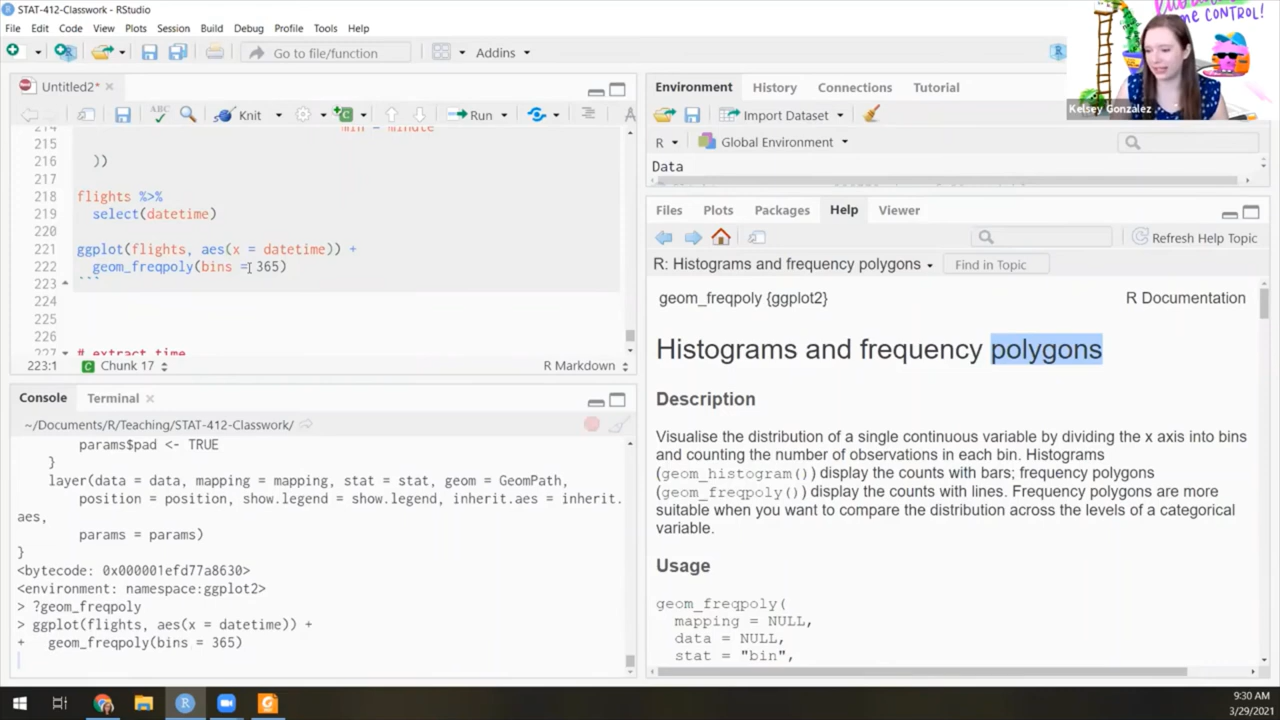 STAT-412-Classwork - RStudio
File Edit Code View Plots Session Build Debug Profile Tools Help
Go to file/function Addins
ME CONTROL!
Kelsey Gonzalez
Untitled2*
Knit Run
214 min = minute
215
216 ))
217
218 flights %>%
219 select(datetime)
220
221 ggplot(flights, aes(x = datetime)) +
222 geom_freqpoly(bins = 365)
223 ```
224
225
226
227 # extract time
223:1 C Chunk 17 R Markdown
Console Terminal
~/Documents/R/Teaching/STAT-412-Classwork/
params$pad <- TRUE
}
layer(data = data, mapping = mapping, stat = stat, geom = GeomPath,
position = position, show.legend = show.legend, inherit.aes = inherit.
aes,
params = params)
}
<bytecode: 0x000001efd77a8630>
<environment: namespace:ggplot2>
> ?geom_freqpoly
> ggplot(flights, aes(x = datetime)) +
+ geom_freqpoly(bins = 365)
Environment History Connections Tutorial
Import Dataset
R Global Environment
Data
Files Plots Packages Help Viewer
Refresh Help Topic
R: Histograms and frequency polygons Find in Topic
geom_freqpoly {ggplot2} R Documentation
Histograms and frequency polygons
Description
Visualise the distribution of a single continuous variable by dividing the x axis into bins
and counting the number of observations in each bin. Histograms
(geom_histogram()) display the counts with bars; frequency polygons
(geom_freqpoly()) display the counts with lines. Frequency polygons are more
suitable when you want to compare the distribution across the levels of a categorical
variable.
Usage
geom_freqpoly(
mapping = NULL,
data = NULL,
stat = "bin",
9:30 AM
3/29/2021